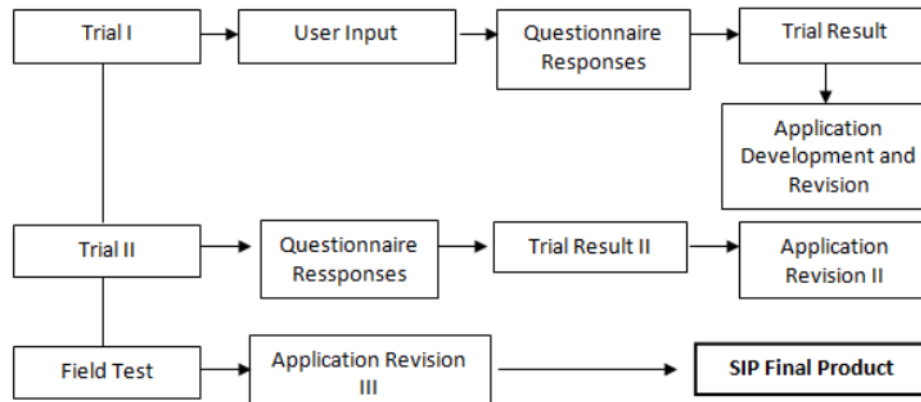 Trial I
User Input
Questionnaire
Responses
Trial Result
Application
Development and
Revision
Trial II
Questionnaire
Ressponses
Trial Result II
Application
Revision II
Field Test
Application Revision
III
SIP Final Product